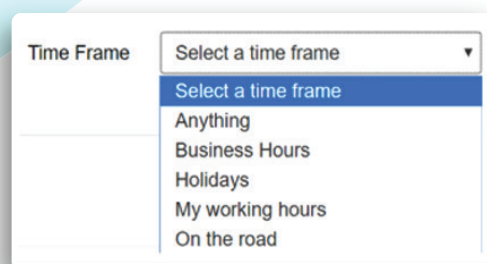 Time Frame Select a time frame
Select a time frame
Anything
Business Hours
Holidays
My working hours
On the road